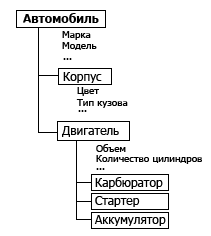 Автомобиль
Марка
Модель
...
Корпус
Цвет
Тип кузова
...
Двигатель
Объем
Количество цилиндров
...
Карбюратор
Стартер
Аккумулятор